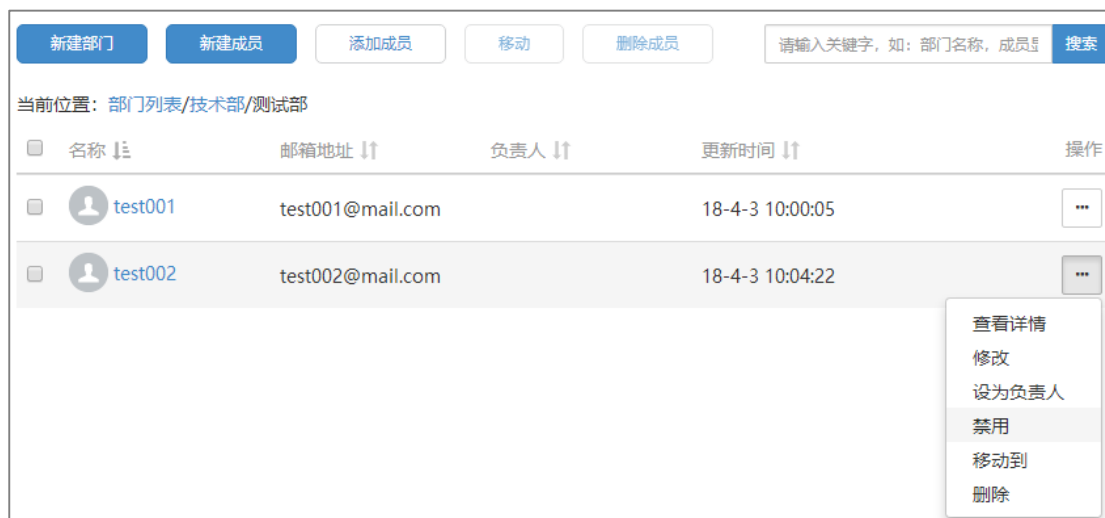 新建部门 新建成员 添加成员 移动 删除成员 请输入关键字，如：部门名称，成员 搜索
当前位置：部门列表/技术部/测试部
名称 邮箱地址 负责人 更新时间 操作
test001 test001@mail.com 18-4-3 10:00:05 ...
test002 test002@mail.com 18-4-3 10:04:22 ...
查看详情
修改
设为负责人
禁用
移动到
删除